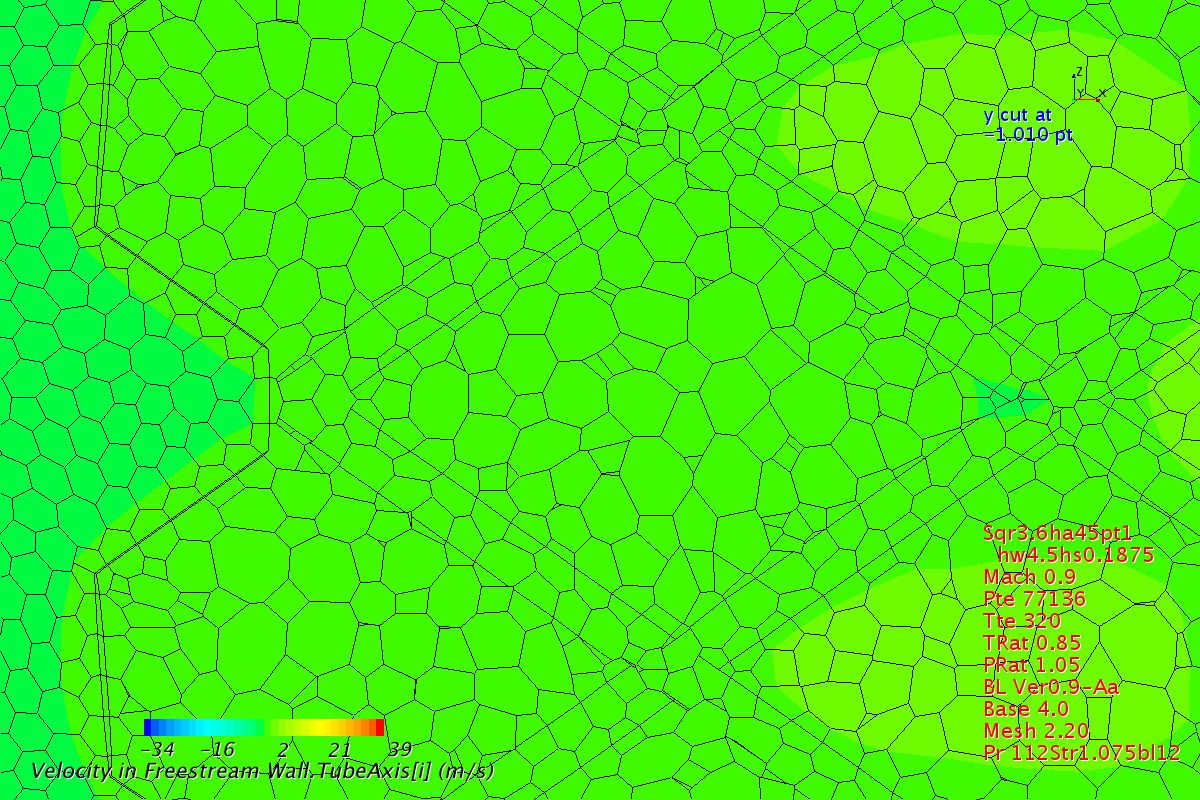 Z
Y X
y cut at
=1.010 pt
Sqr3.6ha45pt1
hw4.5hs0.1875
Mach 0.9
Pte 77136
Tte 320
TRat 0.85
PRat 1.05
BL Ver0.9-Aa
Base 4.0
Mesh 2.20
Pr 112Str1.075bl12
-34 -16 2 21 39
Velocity in Freestream Wall.TubeAxis[i] (m/s)